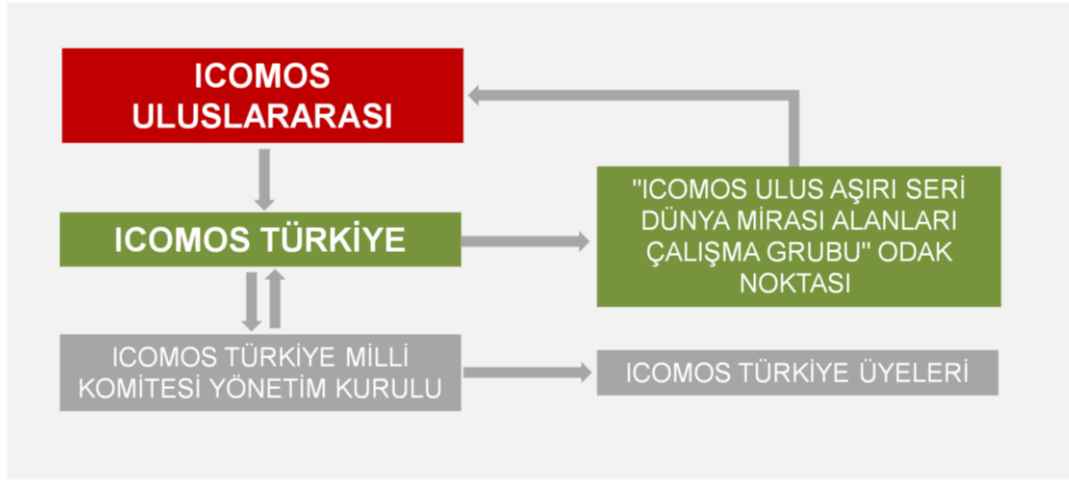 ICOMOS
ULUSLARARASI
"ICOMOS ULUS AŞIRI SERİ
DÜNYA MİRASI ALANLARI
ÇALIŞMA GRUBU" ODAK
NOKTASI
ICOMOS TÜRKİYE
ICOMOS TÜRKİYE MİLLİ
KOMİTESİ YÖNETİM KURULU
ICOMOS TÜRKİYE ÜYELERİ